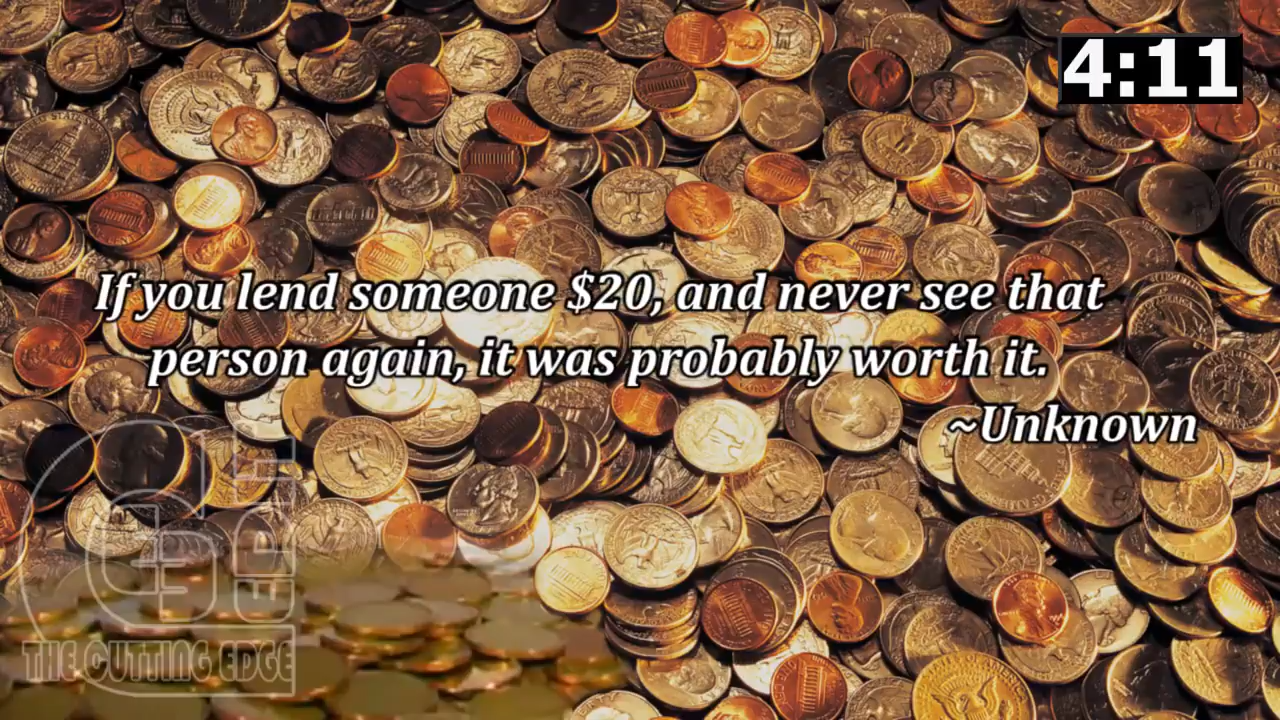 4:11
If you lend someone $20, and never see that
person again, it was probably worth it.
~Unknown
THE CUTTING EDGE